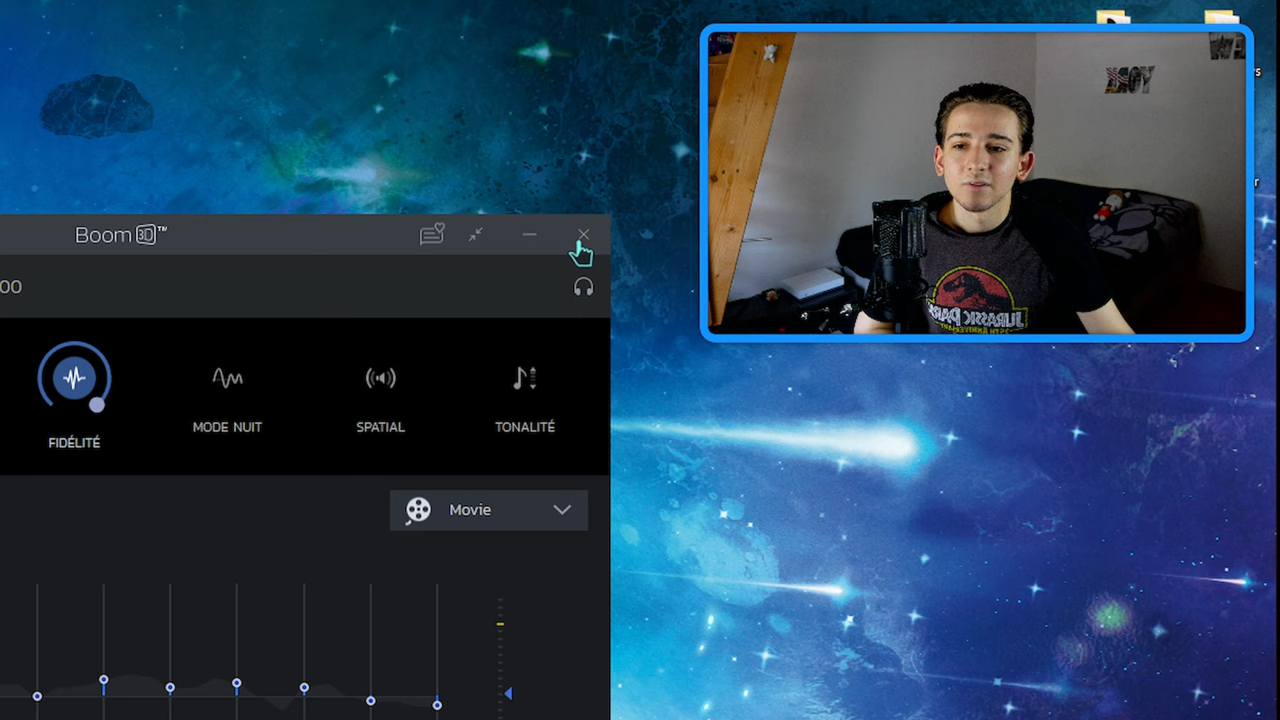 Boom 3D™
00
FIDÉLITÉ
MODE NUIT
SPATIAL
TONALITÉ
Movie
JURASSIC PARK